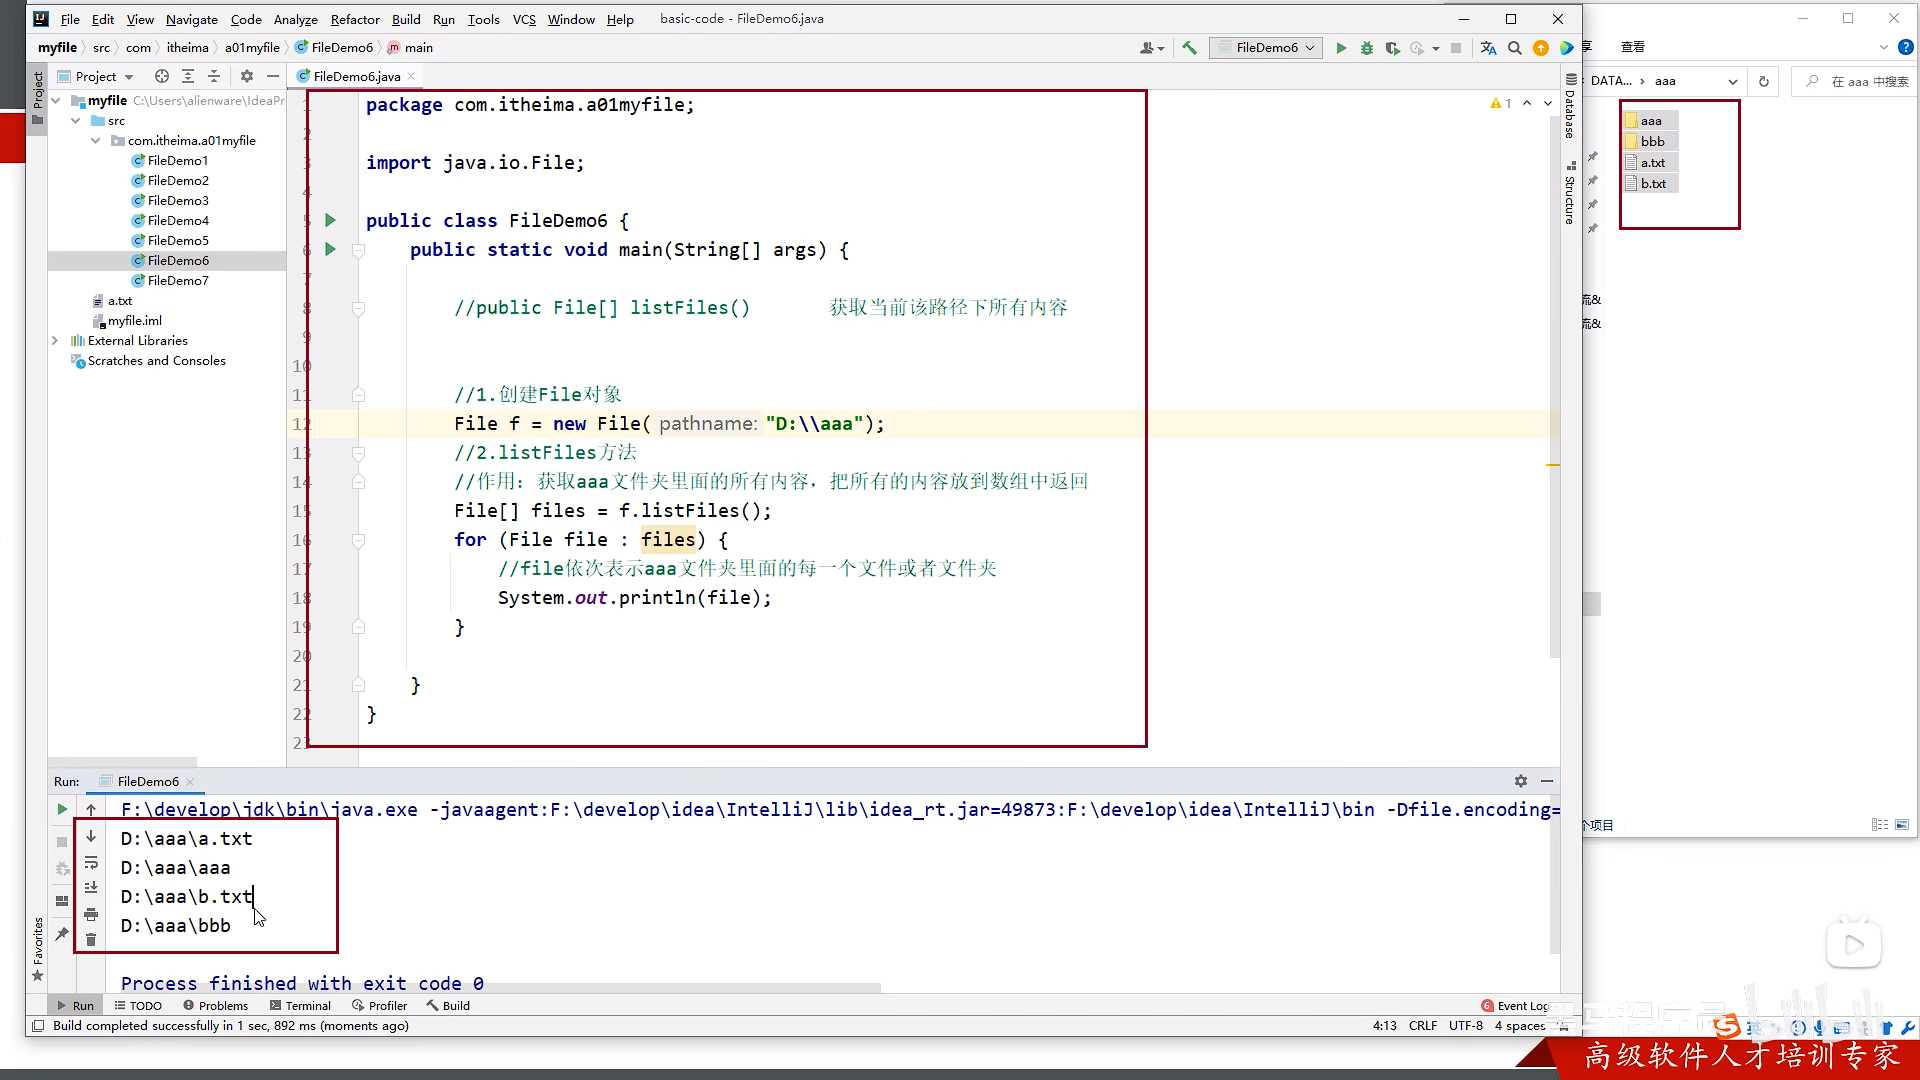 File Edit View Navigate Code Analyze Refactor Build Run Tools VCS Window Help basic-code - FileDemo6.java
myfile src com itheima a01myfile FileDemo6 main
FileDemo6
Project
FileDemo6.java
Project
myfile C:\Users\alienware\IdeaPr
src
com.itheima.a01myfile
FileDemo1
FileDemo2
FileDemo3
FileDemo4
FileDemo5
FileDemo6
FileDemo7
a.txt
myfile.iml
External Libraries
Scratches and Consoles
package com.itheima.a01myfile;
import java.io.File;
public class FileDemo6 {
public static void main(String[] args) {
//public File[] listFiles() 获取当前该路径下所有内容
10
11 //1.创建File对象
12 File f = new File( pathname: "D:\\aaa");
13 //2.listFiles方法
14 //作用：获取aaa文件夹里面的所有内容，把所有的内容放到数组中返回
15 File[] files = f.listFiles();
16 for (File file : files) {
17 //file依次表示aaa文件夹里面的每一个文件或者文件夹
18 System.out.println(file);
19 }
20
21 }
22 }
23
1
Database
Structure
Run: FileDemo6
F:\develop\jdk\bin\java.exe -javaagent:F:\develop\idea\IntelliJ\lib\idea_rt.jar=49873:F:\develop\idea\IntelliJ\bin -Dfile.encoding=
D:\aaa\a.txt
D:\aaa\aaa
D:\aaa\b.txt
D:\aaa\bbb
Process finished with exit code 0
Favorites
Run TODO Problems Terminal Profiler Build
6 Event Log
Build completed successfully in 1 sec, 892 ms (moments ago)
4:13 CRLF UTF-8 4 spaces
享 查看
DATA... aaa
在 aaa 中搜索
aaa
bbb
a.txt
b.txt
流&
流&
个项目
高级软件人才培训专家